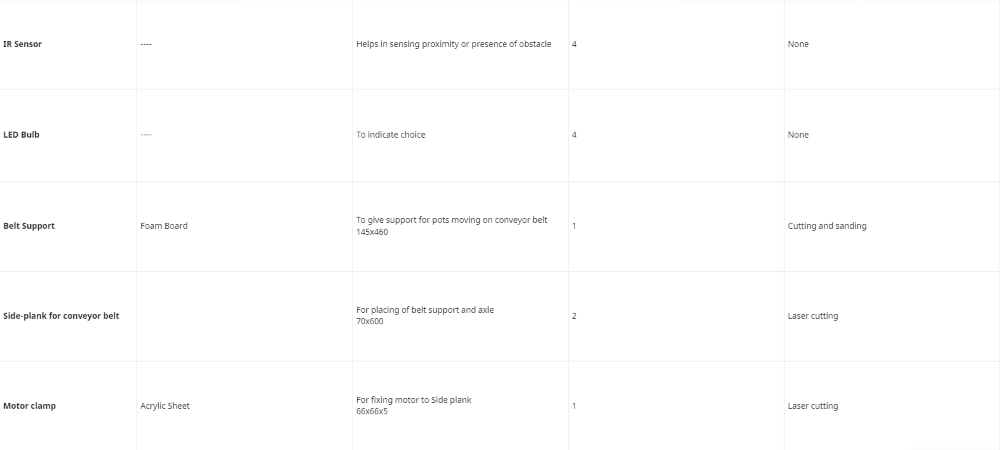 IR Sensor ---- Helps in sensing proximity or presence of obstacle 4 None
LED Bulb ---- To indicate choice 4 None
Belt Support Foam Board To give support for pots moving on conveyor belt 1 Cutting and sanding
145x460
Side-plank for conveyor belt For placing of belt support and axle 2 Laser cutting
70x600
Motor clamp Acrylic Sheet For fixing motor to Side plank 1 Laser cutting
66x66x5